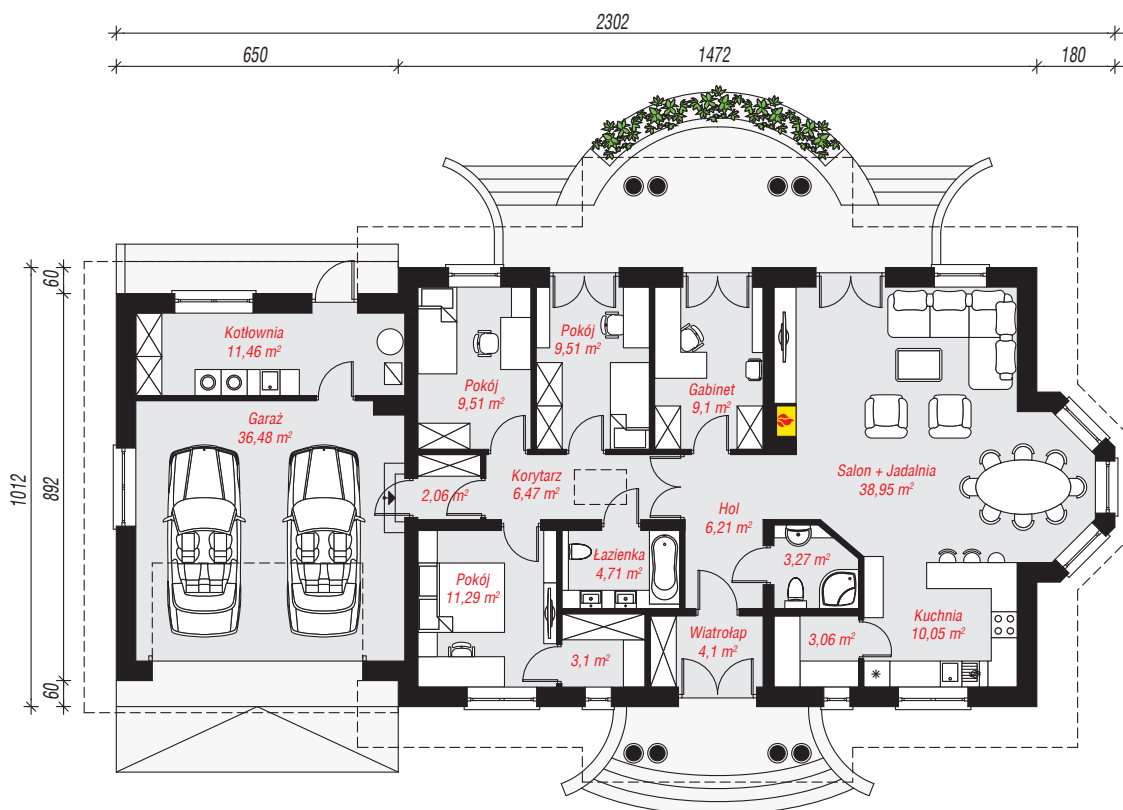 2302
650
1472
180
1012
60
892
60
Kotłownia
11,46 m²
Garaż
36,48 m²
Pokój
9,51 m²
Pokój
9,51 m²
Gabinet
9,1 m²
Salon + Jadalnia
38,95 m²
2,06 m²
Korytarz
6,47 m²
Hol
6,21 m²
Pokój
11,29 m²
Łazienka
4,71 m²
3,27 m²
3,1 m²
Wiatrołap
4,1 m²
3,06 m²
Kuchnia
10,05 m²